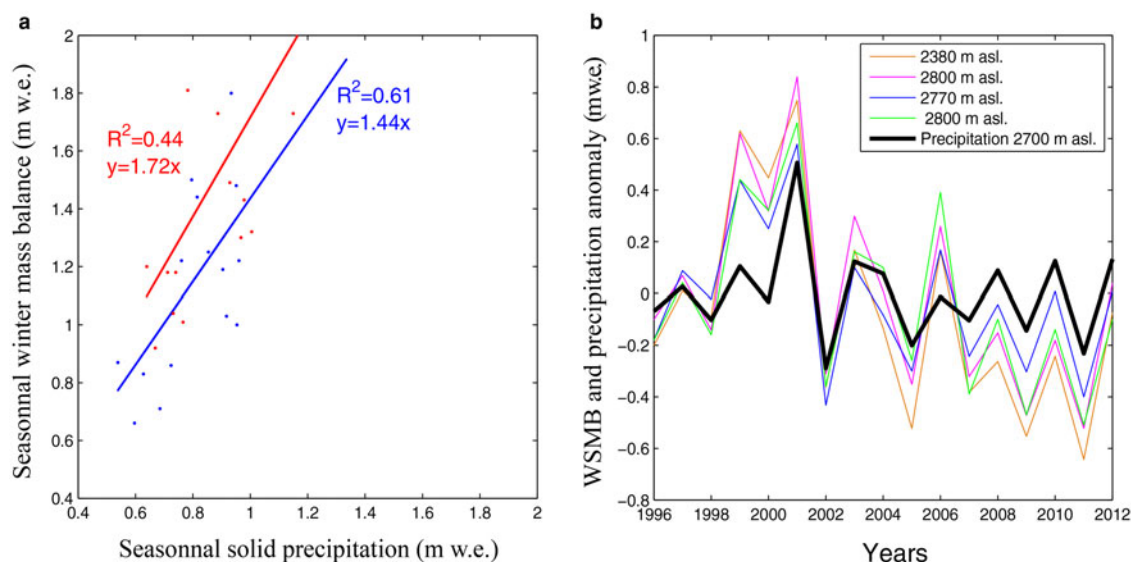 a
Seasonnal winter mass balance (m w.e.)
2
1.8
1.6
1.4
1.2
1
0.8
0.6
0.4
R²=0.44
y=1.72x
R²=0.61
y=1.44x
0.4 0.6 0.8 1 1.2 1.4 1.6 1.8 2
Seasonnal solid precipitation (m w.e.)
b
WSMB and precipitation anomaly (mw.e.)
1
0.8
0.6
0.4
0.2
0
-0.2
-0.4
-0.6
-0.8
2380 m asl.
2800 m asl.
2770 m asl.
2800 m asl.
Precipitation 2700 m asl.
1996 1998 2000 2002 2004 2006 2008 2010 2012
Years